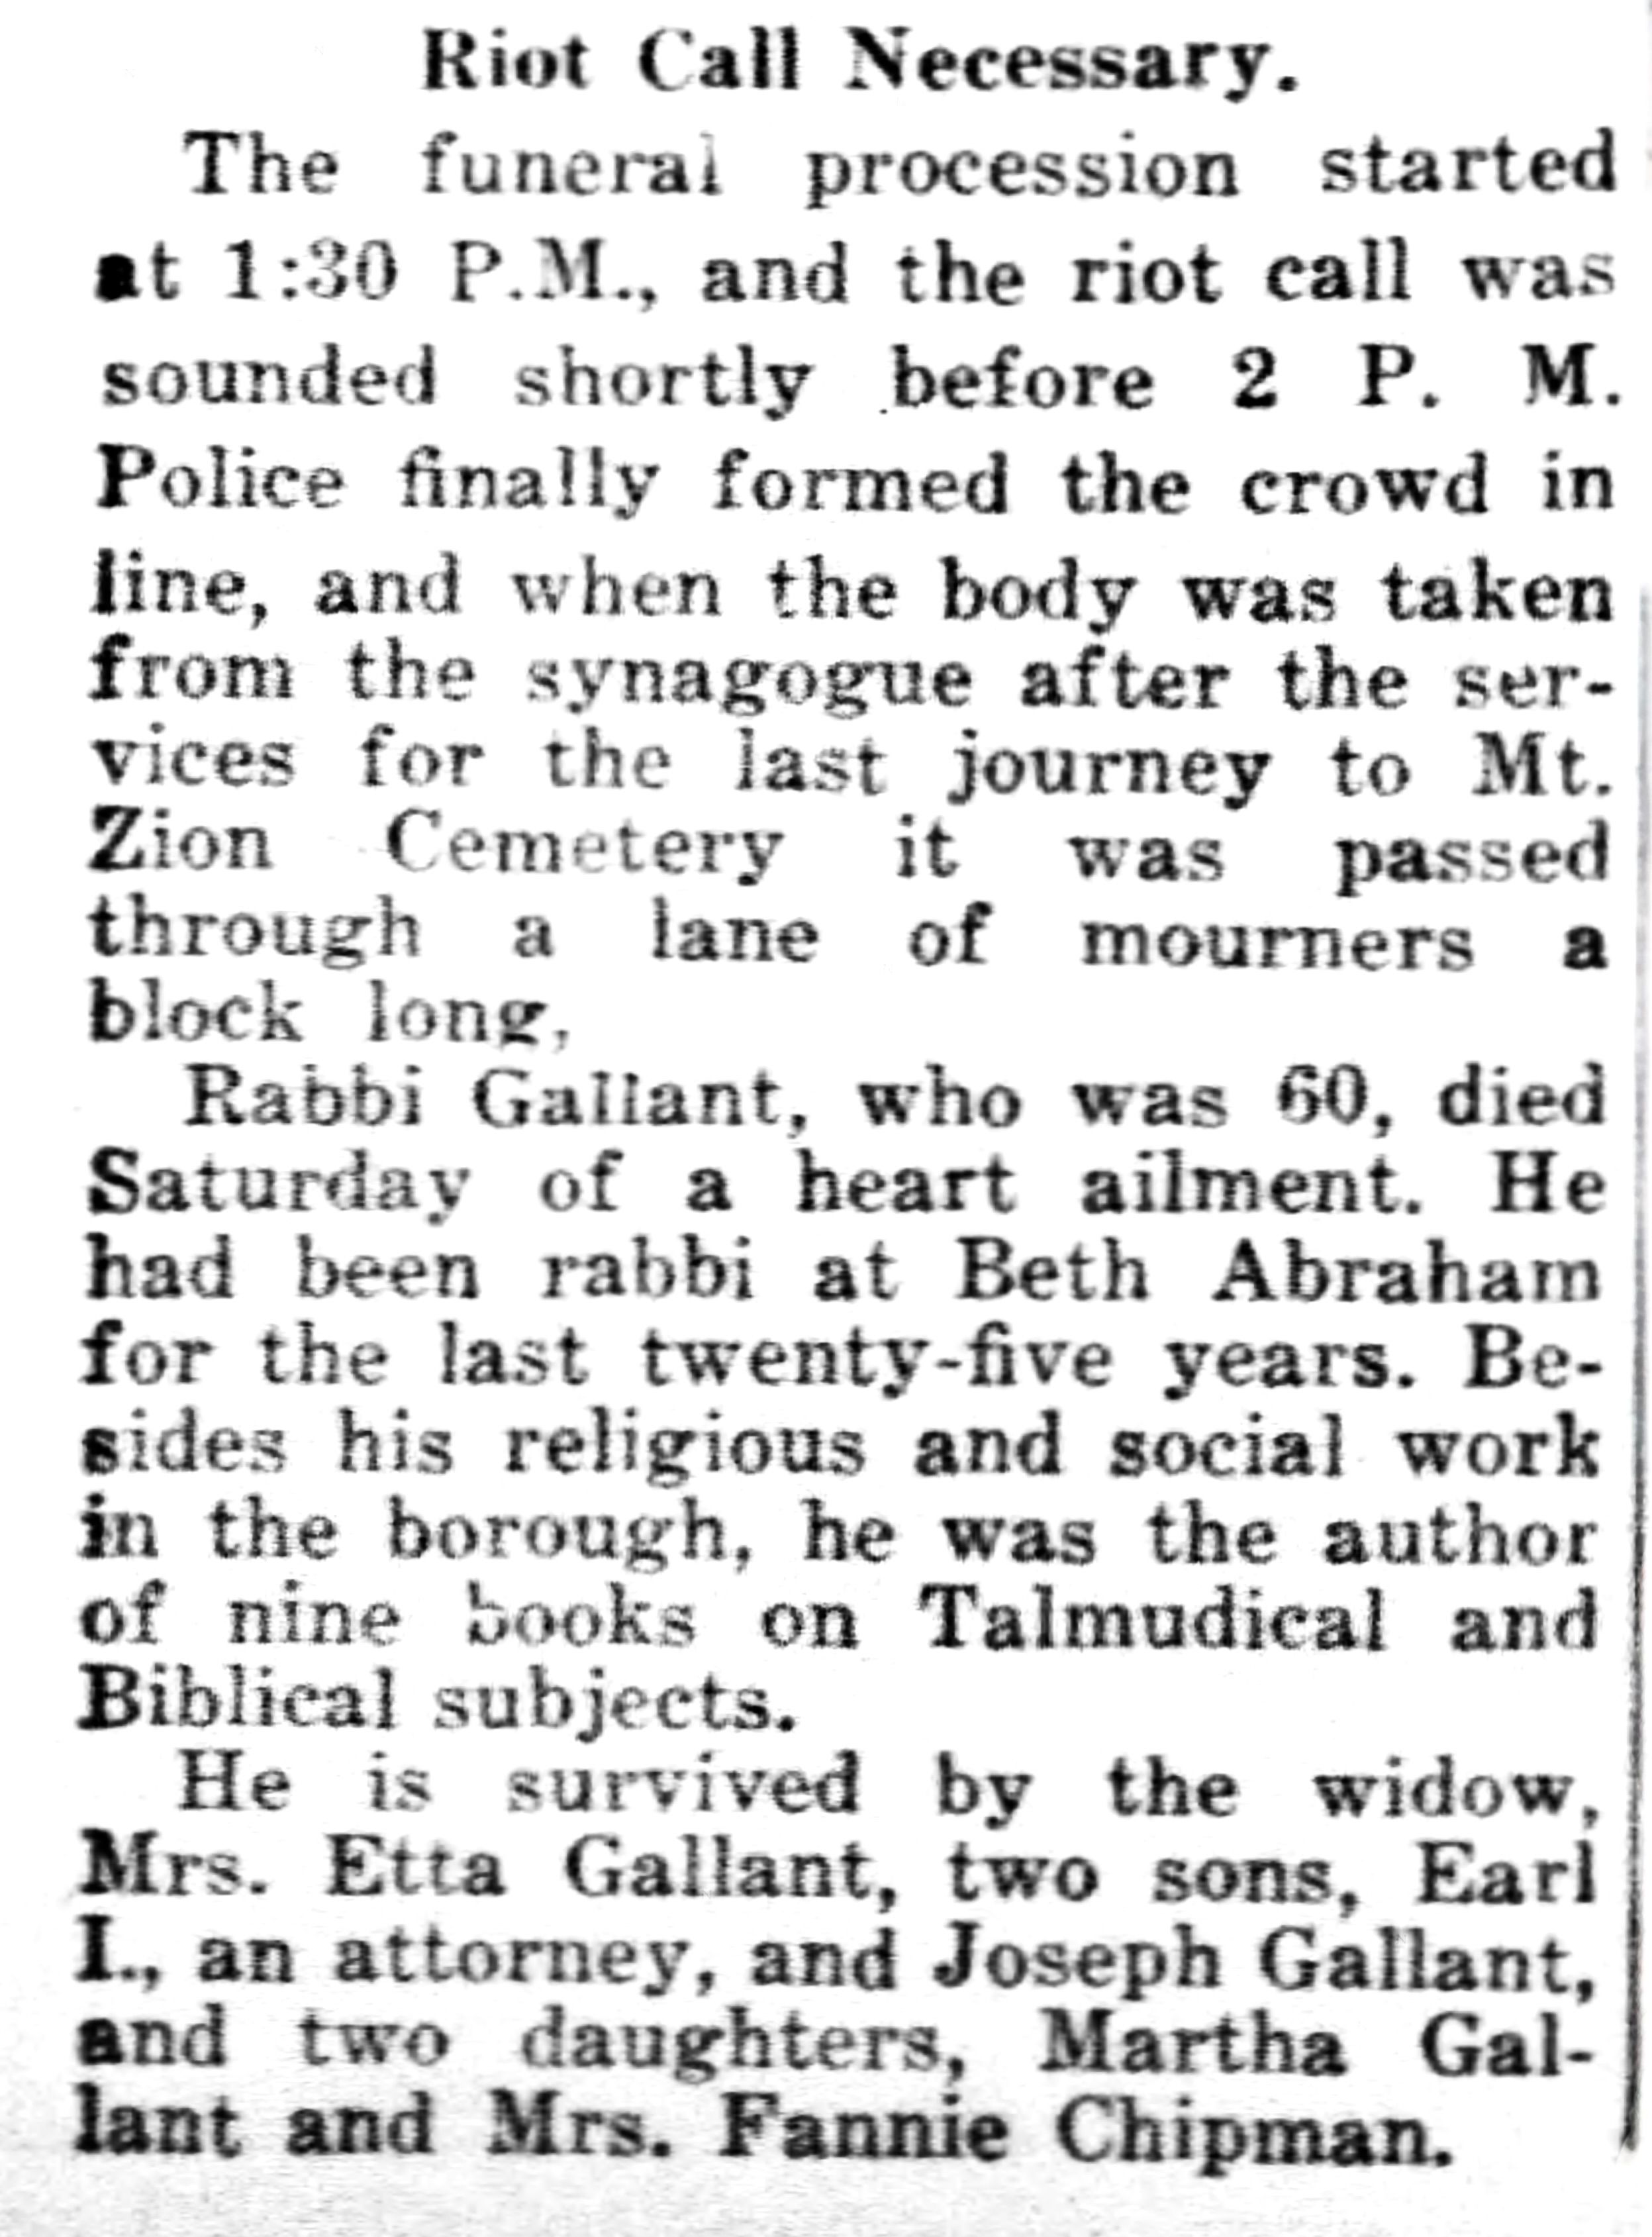 Riot Call Necessary.
The funeral procession started
at 1:30 P.M., and the riot call was
sounded shortly before 2 P. M.
Police finally formed the crowd in
line, and when the body was taken
from the synagogue after the ser-
vices for the last journey to Mt.
Zion Cemetery it was passed
through a lane of mourners a
block long.
Rabbi Gallant, who was 60, died
Saturday of a heart ailment. He
had been rabbi at Beth Abraham
for the last twenty-five years. Be-
sides his religious and social work
in the borough, he was the author
of nine books on Talmudical and
Biblical subjects.
He is survived by the widow,
Mrs. Etta Gallant, two sons, Earl
I., an attorney, and Joseph Gallant,
and two daughters, Martha Gal-
lant and Mrs. Fannie Chipman.